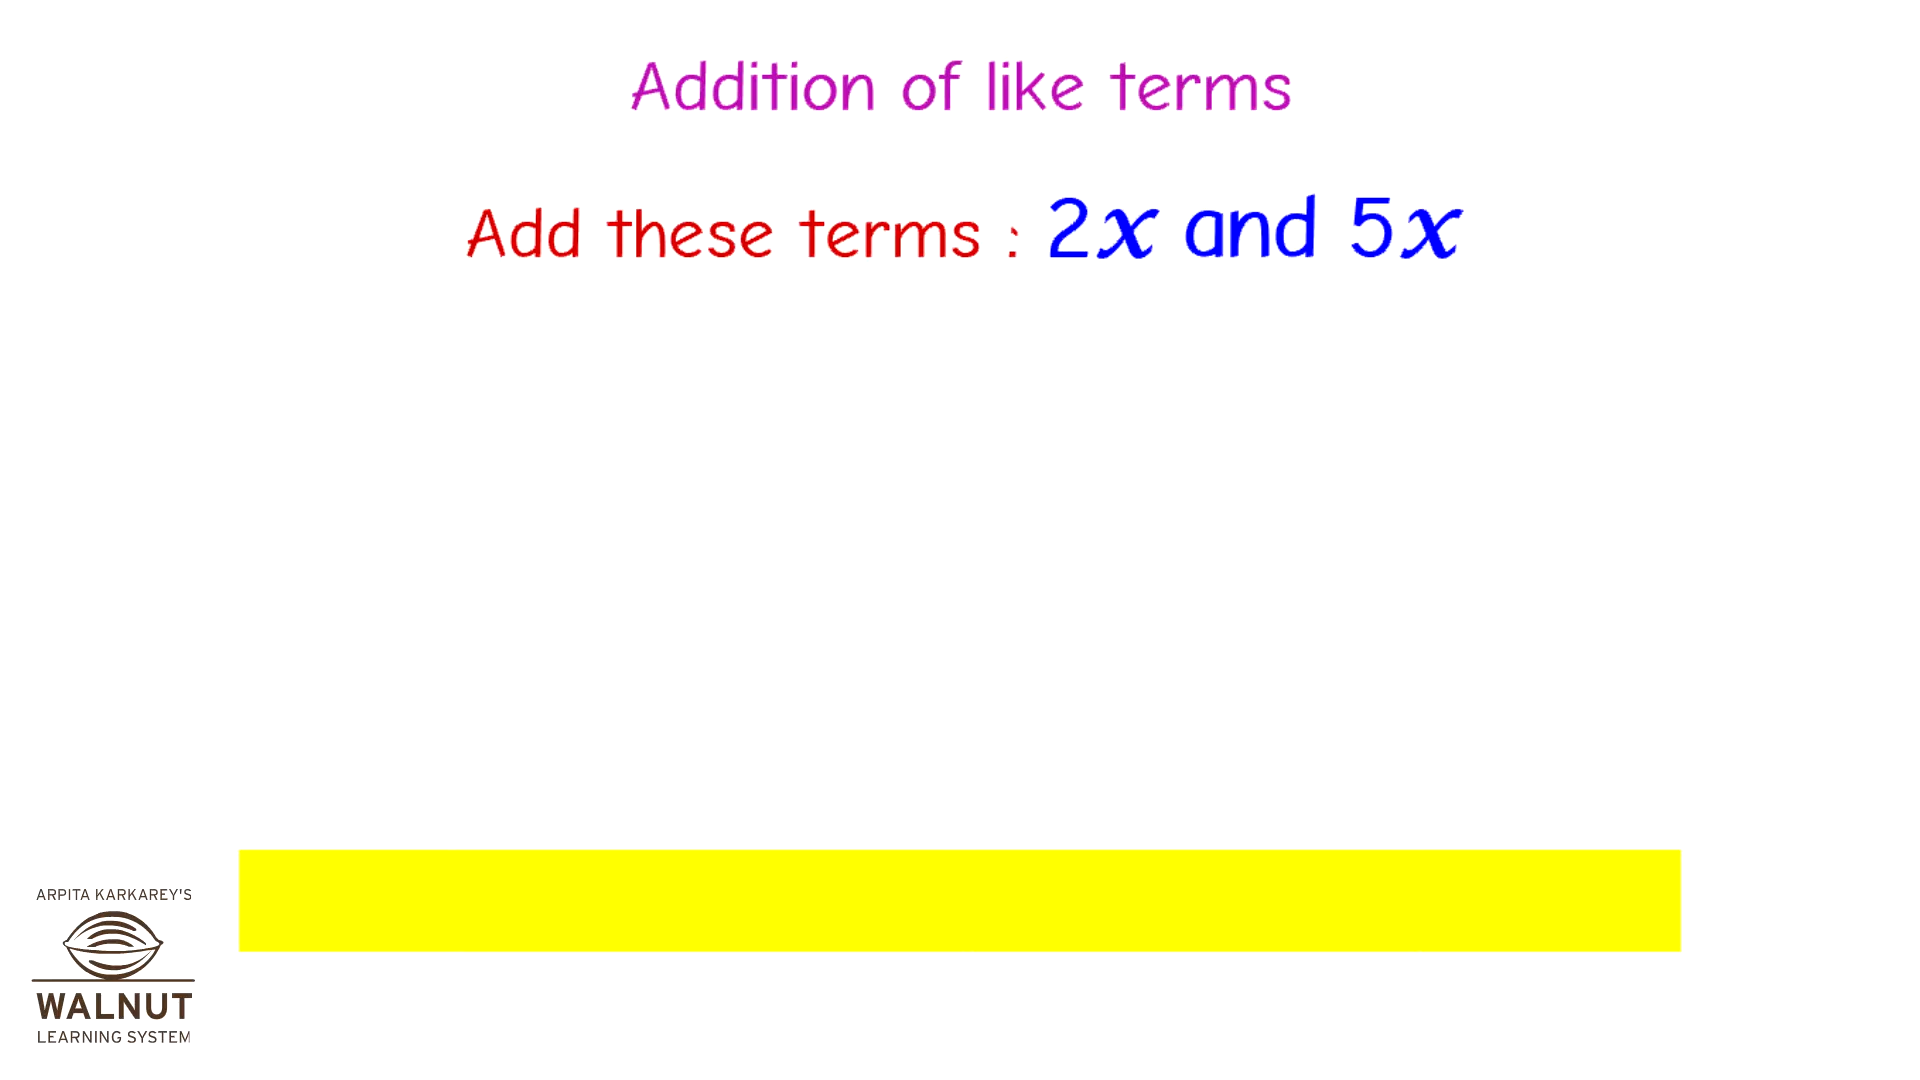 Addition of like terms
Add these terms : 2x and 5x
ARPITA KARKAREY'S
WALNUT
LEARNING SYSTEM